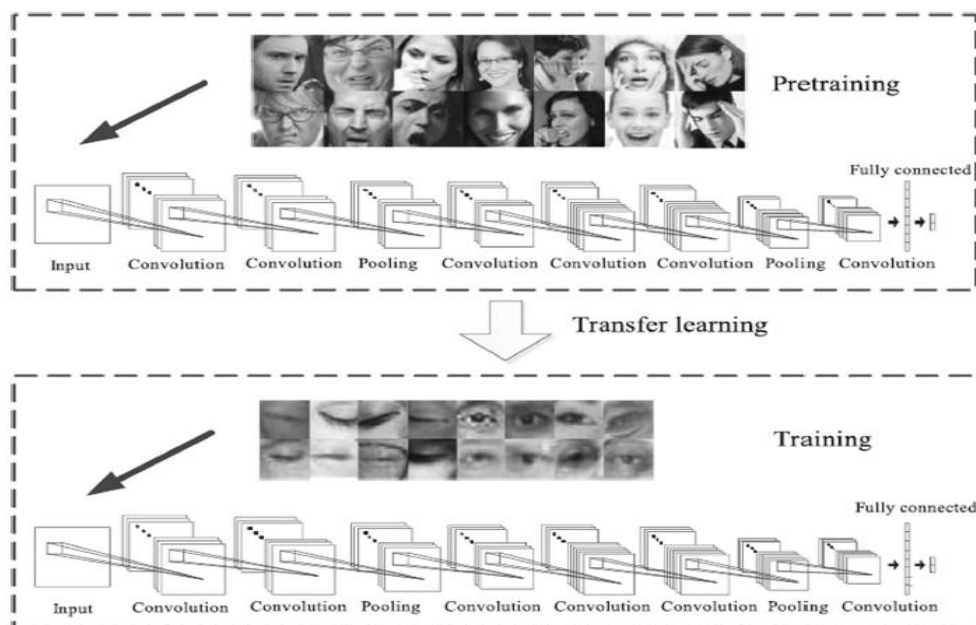 Pretraining
Fully connected
Input Convolution Convolution Pooling Convolution Convolution Convolution Pooling Convolution
Transfer learning
Training
Fully connected
Input Convolution Convolution Pooling Convolution Convolution Convolution Pooling Convolution